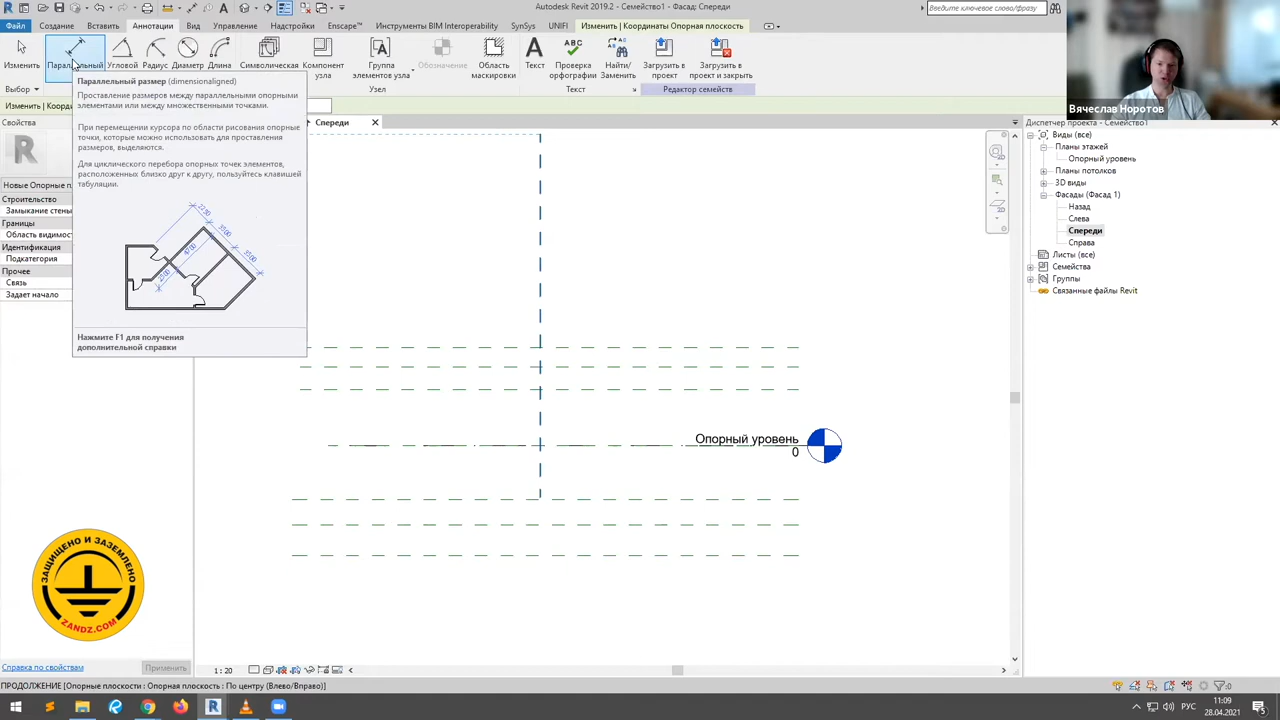 Autodesk Revit 2019.2 - Семейство1 - Фасад: Спереди
Введите ключевое слово/фразу
Файл Создание Вставить Аннотации Вид Управление Надстройки Enscape™ Инструменты BIM Interoperability SynSys UNIFI Изменить | Координаты Опорная плоскость
Изменить Параллельный Угловой Радиус Диаметр Длина Символическая Компонент узла Группа элементов узла Обозначение Область маскировки Текст Проверка орфографии Найти/Заменить Загрузить в проект Загрузить в проект и закрыть
Выбор Узел Текст Редактор семейств
Изменить | Коорд
Вячеслав Норотов
Параллельный размер (dimensionaligned)
Проставление размеров между параллельными опорными
элементами или между множественными точками.
При перемещении курсора по области рисования опорные
точки, которые можно использовать для проставления
размеров, выделяются.
Для циклического перебора опорных точек элементов,
расположенных близко друг к другу, пользуйтесь клавишей
табуляции.
Нажмите F1 для получения
дополнительной справки
Свойства
Новые Опорные п
Строительство
Замыкание стены
Границы
Область видимост
Идентификация
Подкатегория
Прочее
Связь
Задает начало
Спереди
Опорный уровень
0
Диспетчер проекта - Семейство1
Виды (все)
Планы этажей
Опорный уровень
Планы потолков
3D виды
Фасады (Фасад 1)
Назад
Слева
Спереди
Справа
Листы (все)
Семейства
Группы
Связанные файлы Revit
ЗАЩИЩЕНО И ЗАЗЕМЛЕНО
ZANDZ.COM
Справка по свойствам Применить
1 : 20
ПРОДОЛЖЕНИЕ [Опорные плоскости : Опорная плоскость : По центру (Влево/Вправо)]
:0
РУС
11:09
28.04.2021